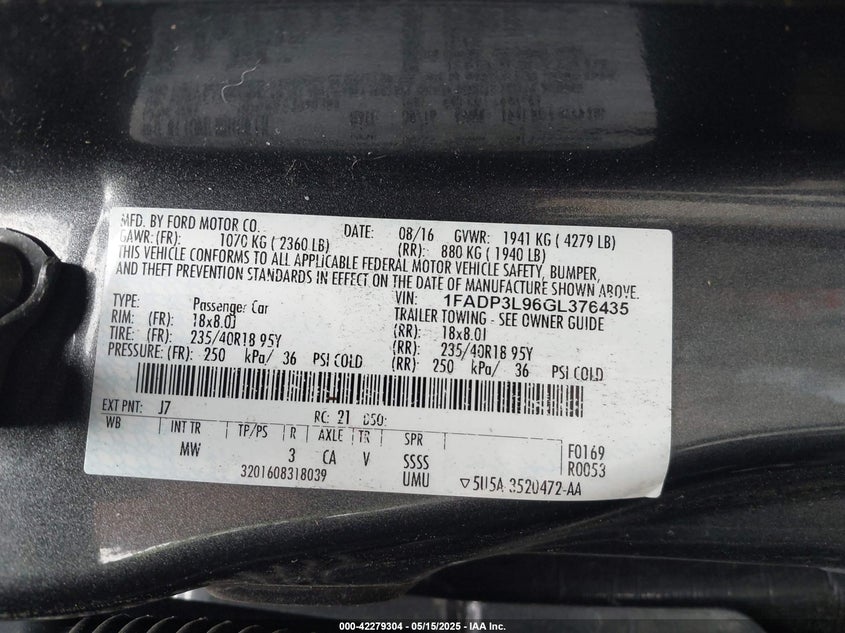 MFD. BY FORD MOTOR CO. DATE: 08/16 GVWR: 1941 KG ( 4279 LB)
GAWR: (FR): 1070 KG ( 2360 LB) (RR): 880 KG ( 1940 LB)
THIS VEHICLE CONFORMS TO ALL APPLICABLE FEDERAL MOTOR VEHICLE SAFETY, BUMPER,
AND THEFT PREVENTION STANDARDS IN EFFECT ON THE DATE OF MANUFACTURE SHOWN ABOVE.
VIN: 1FADP3L96GL376435
TYPE: Passenger Car TRAILER TOWING - SEE OWNER GUIDE
RIM: (FR): 18x8.0J (RR): 18x8.0J
TIRE: (FR): 235/40R18 95Y (RR): 235/40R18 95Y
PRESSURE: (FR): 250 kPa/ 36 PSI COLD (RR): 250 kPa/ 36 PSI COLD
EXT PNT: J7 RC: 21 DSO:
WB INT TR TP/PS R AXLE TR SPR F0169
MW 3 CA V SSSS R0053
3201608318039 UMU ▽5U5A-3520472-AA
000-42279304 - 05/15/2025 - IAA Inc.